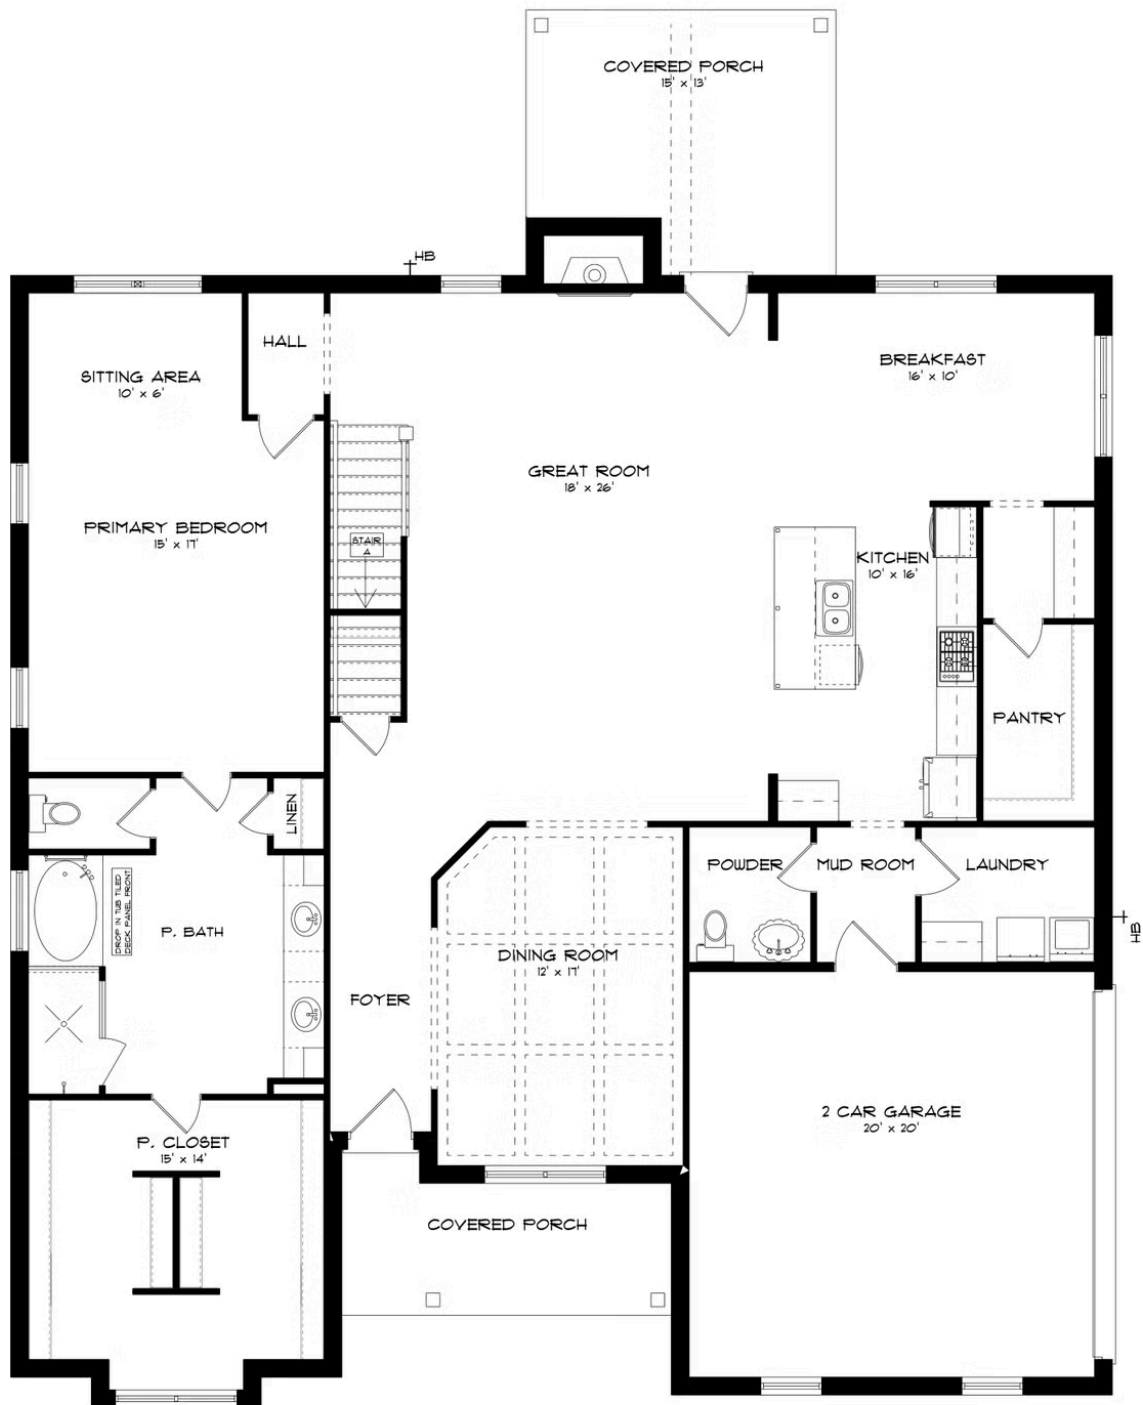 COVERED PORCH
15' x 13'
HB
HALL
SITTING AREA
10' x 6'
BREAKFAST
16' x 10'
GREAT ROOM
18' x 26'
PRIMARY BEDROOM
15' x 17'
STAIR
A
KITCHEN
10' x 16'
PANTRY
LINEN
POWDER
MUD ROOM
LAUNDRY
DROP IN TUB TILED
DECK PANEL FRONT
P. BATH
HB
DINING ROOM
12' x 17'
FOYER
2 CAR GARAGE
20' x 20'
P. CLOSET
15' x 14'
COVERED PORCH